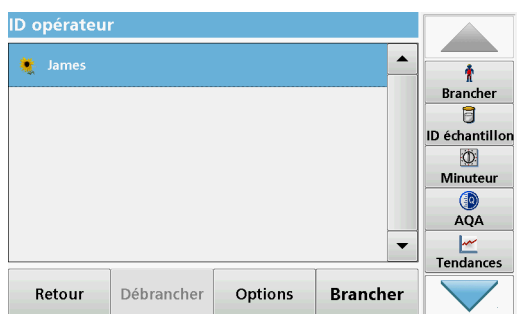 ID opérateur
James
Brancher
ID échantillon
Minuteur
AQA
Tendances
Retour
Débrancher
Options
Brancher